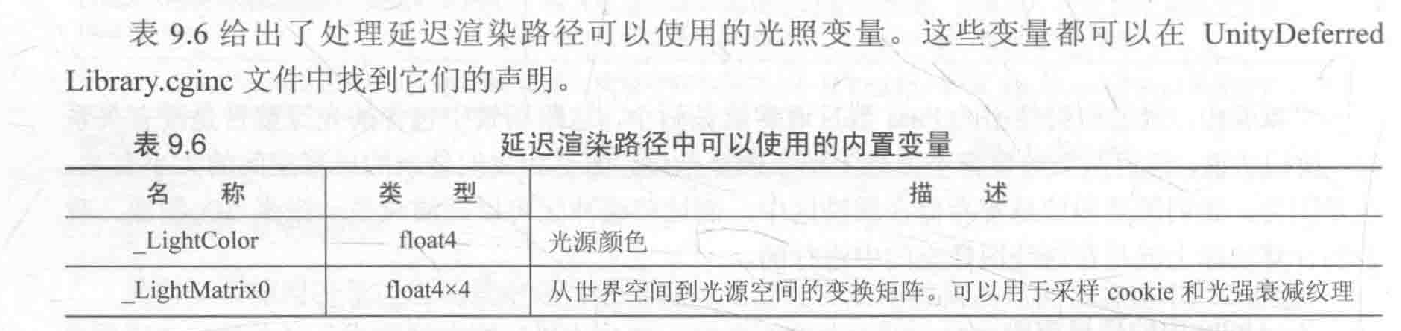 表 9.6 给出了处理延迟渲染路径可以使用的光照变量。这些变量都可以在 UnityDeferred
Library.cginc 文件中找到它们的声明。
表 9.6 延迟渲染路径中可以使用的内置变量
名 称 类 型 描 述
_LightColor float4 光源颜色
_LightMatrix0 float4×4 从世界空间到光源空间的变换矩阵。可以用于采样 cookie 和光强衰减纹理